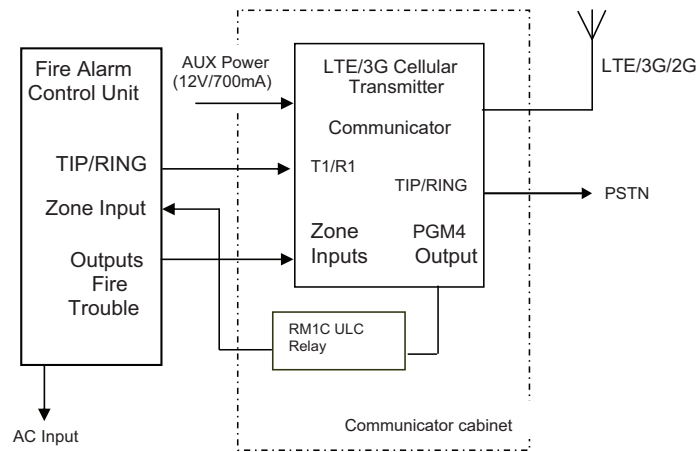 Fire Alarm
Control Unit
TIP/RING
Zone Input
Outputs
Fire
Trouble
AC Input
AUX Power
(12V/700mA)
LTE/3G Cellular
Transmitter
Communicator
T1/R1
TIP/RING
Zone
Inputs
PGM4
Output
RM1C ULC
Relay
Communicator cabinet
LTE/3G/2G
PSTN